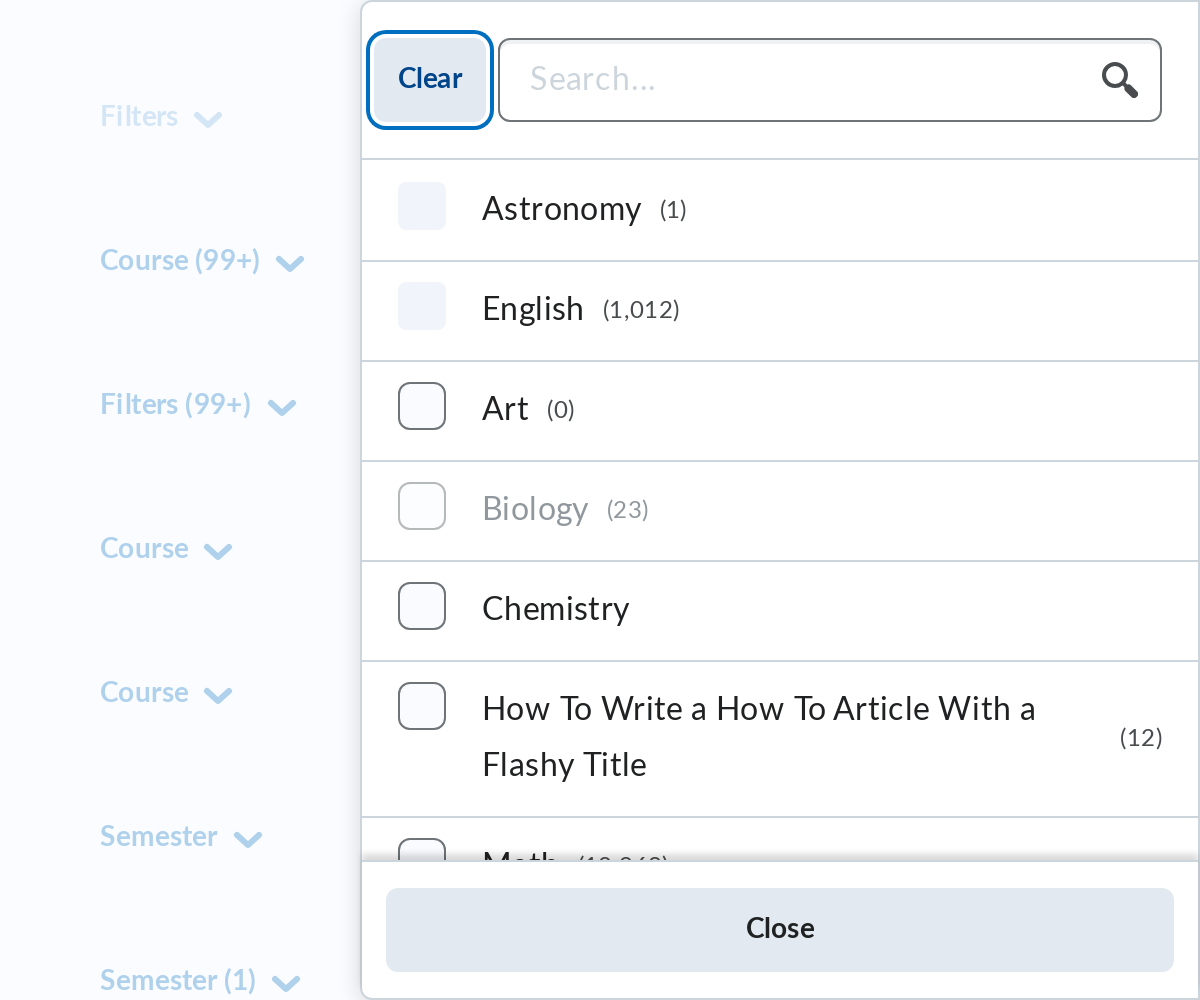 Filters
Course (99+)
Filters (99+)
Course
Course
Semester
Semester (1)
Clear
Search...
Astronomy (1)
English (1,012)
Art (0)
Biology (23)
Chemistry
How To Write a How To Article With a
Flashy Title
(12)
Math
Close